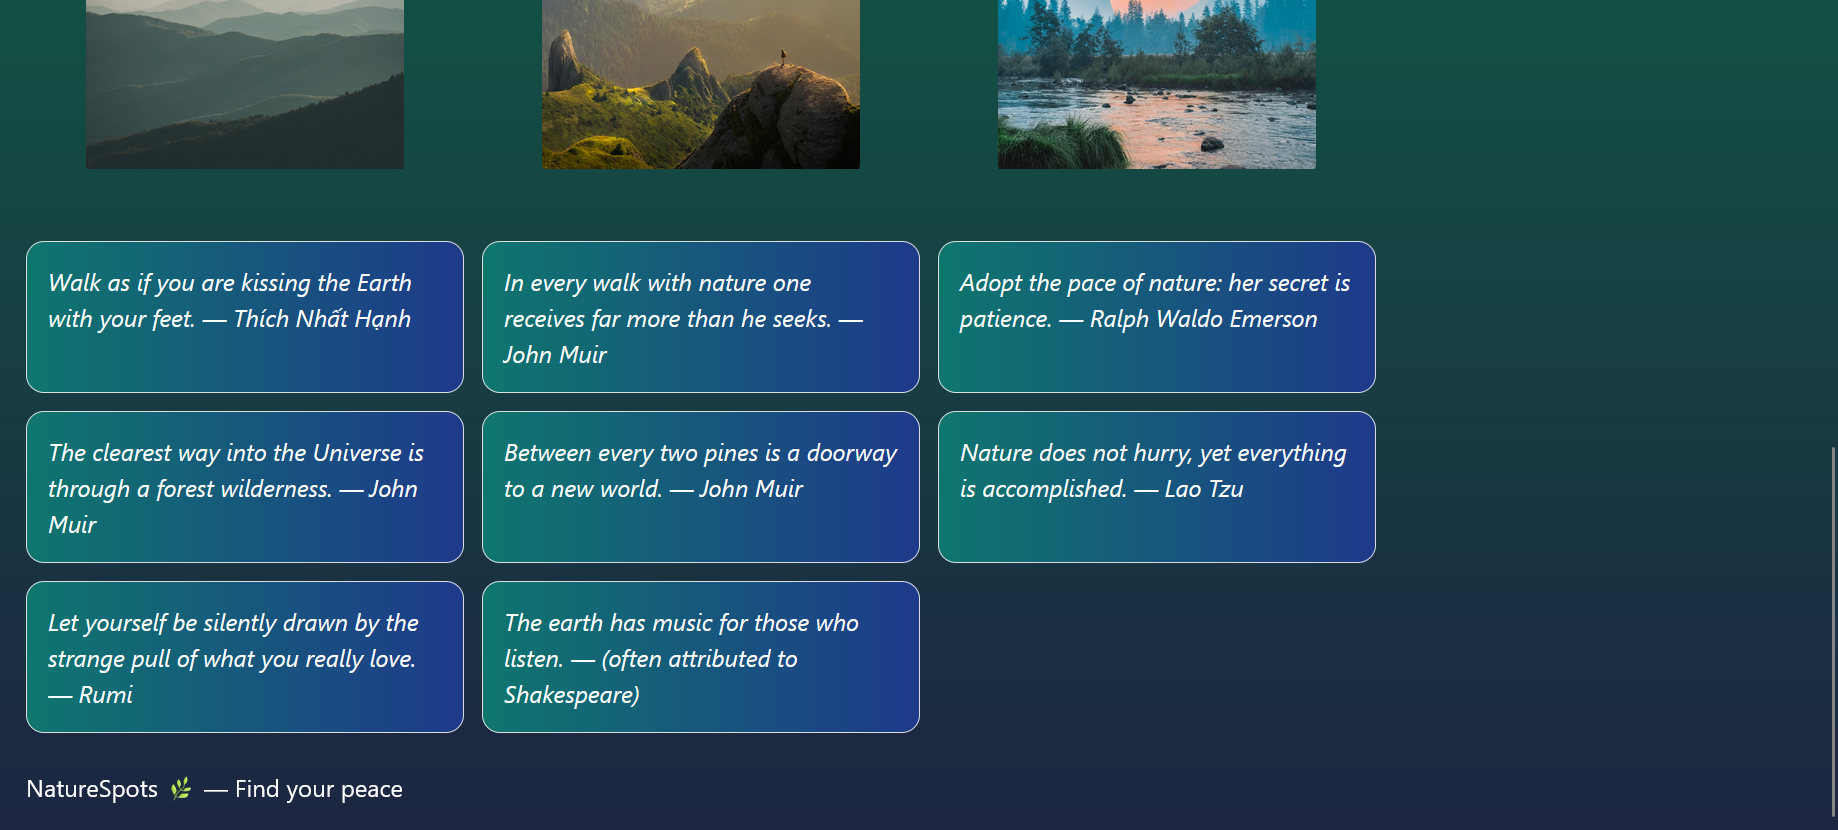 Walk as if you are kissing the Earth
with your feet. — Thích Nhất Hạnh
In every walk with nature one
receives far more than he seeks. —
John Muir
Adopt the pace of nature: her secret is
patience. — Ralph Waldo Emerson
The clearest way into the Universe is
through a forest wilderness. — John
Muir
Between every two pines is a doorway
to a new world. — John Muir
Nature does not hurry, yet everything
is accomplished. — Lao Tzu
Let yourself be silently drawn by the
strange pull of what you really love.
— Rumi
The earth has music for those who
listen. — (often attributed to
Shakespeare)
NatureSpots 🌿 — Find your peace